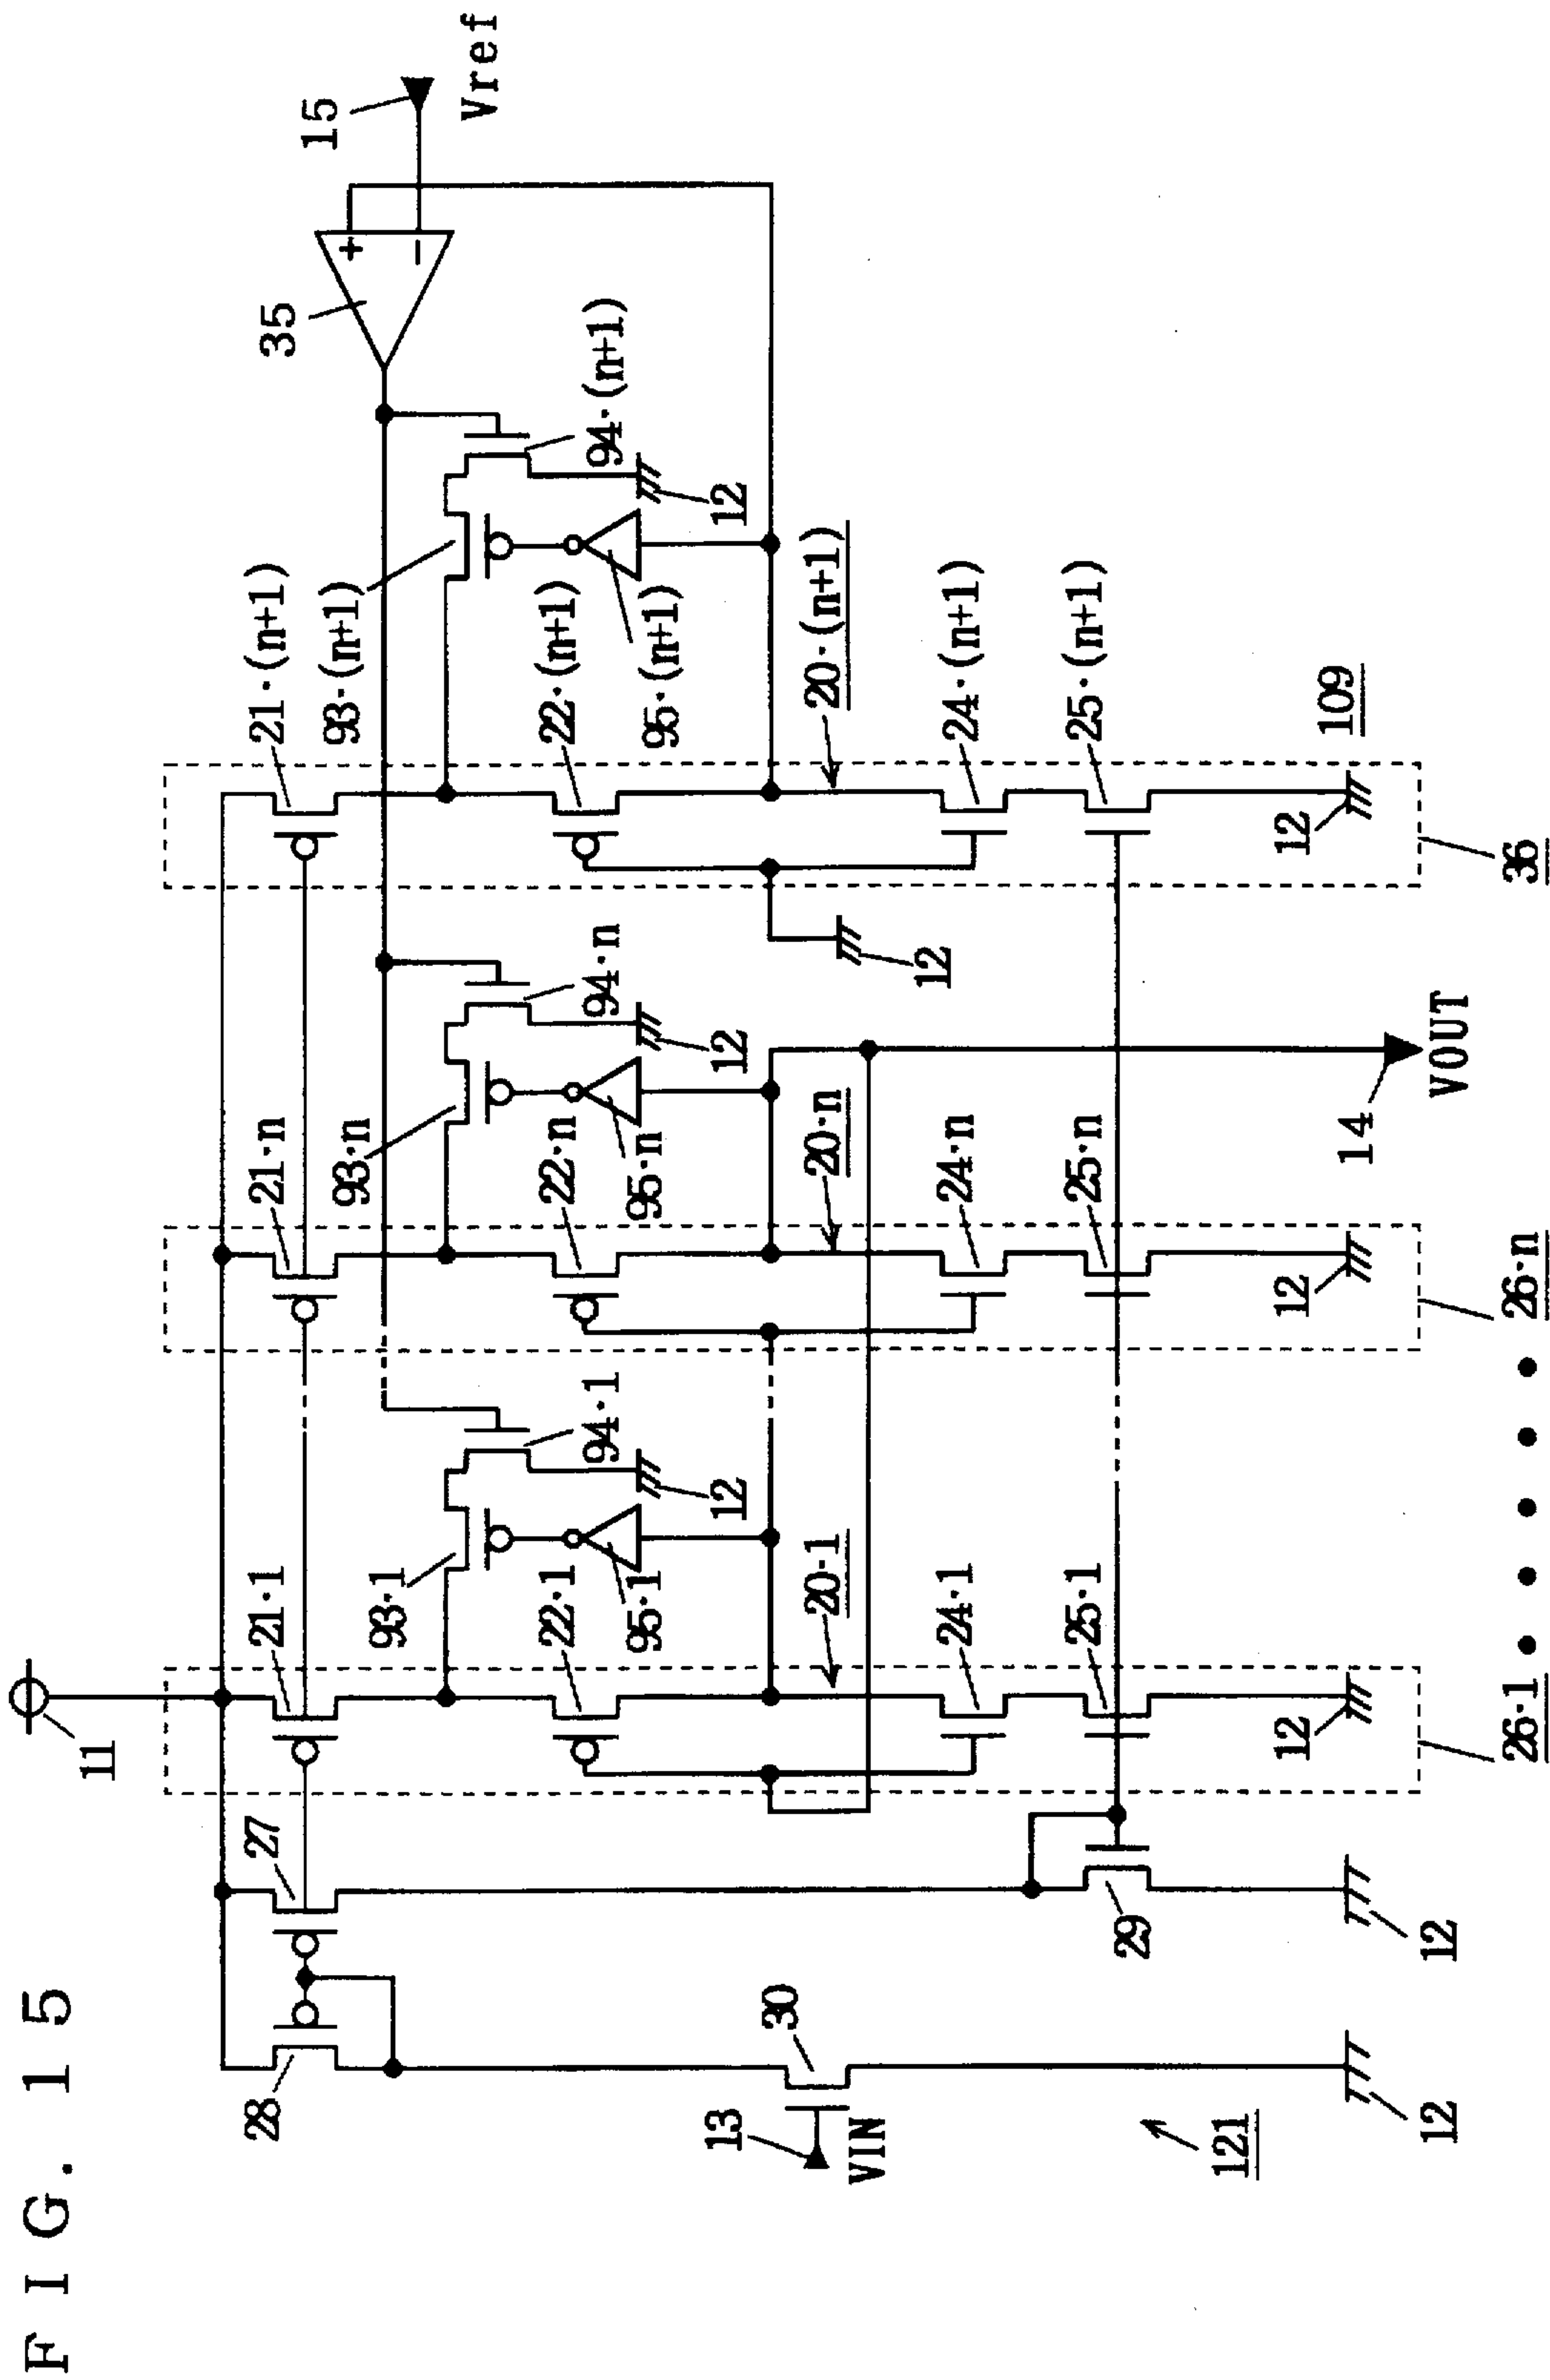 FIG. 15
11
28
27
21·1
93·1
22·1
95·1
94·1
12
20·1
24·1
25·1
12
26·1
21·n
93·n
22·n
95·n
94·n
12
20·n
24·n
25·n
12
26·n
21·(n+1)
93·(n+1)
22·(n+1)
95·(n+1)
94·(n+1)
12
20·(n+1)
24·(n+1)
25·(n+1)
12
36
109
35
+
−
15
Vref
12
14
VOUT
13
VIN
30
29
12
12
121